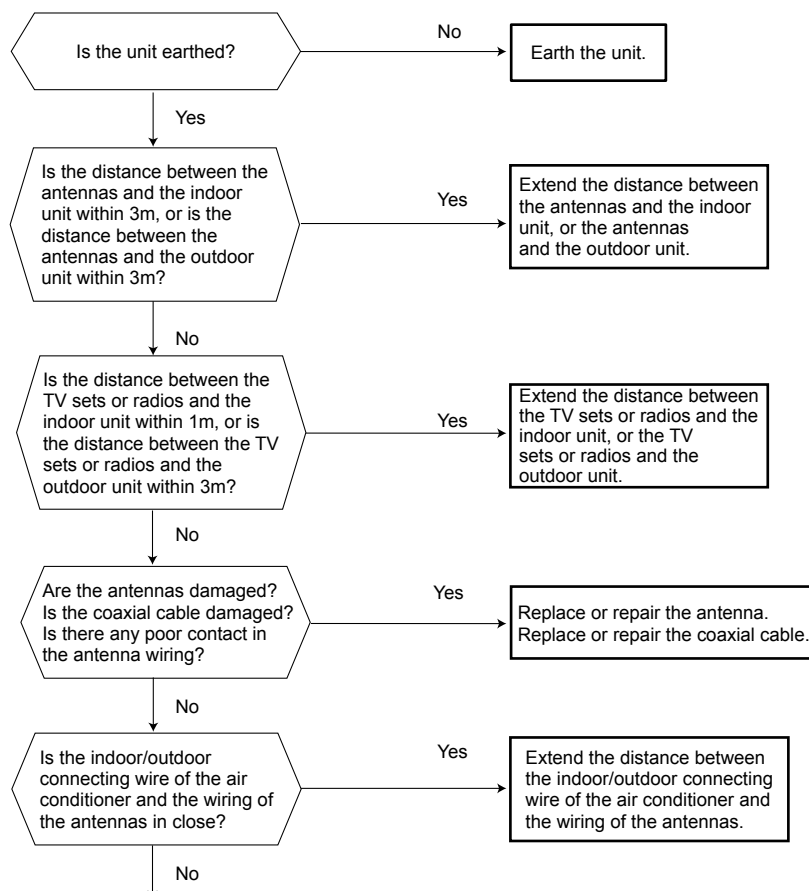 Is the unit earthed?
No
Earth the unit.
Yes
Is the distance between the
antennas and the indoor
unit within 3m, or is the
distance between the
antennas and the outdoor
unit within 3m?
Yes
Extend the distance between
the antennas and the indoor
unit, or the antennas
and the outdoor unit.
No
Is the distance between the
TV sets or radios and the
indoor unit within 1m, or is
the distance between the TV
sets or radios and the
outdoor unit within 3m?
Yes
Extend the distance between
the TV sets or radios and the
indoor unit, or the TV
sets or radios and the
outdoor unit.
No
Are the antennas damaged?
Is the coaxial cable damaged?
Is there any poor contact in
the antenna wiring?
Yes
Replace or repair the antenna.
Replace or repair the coaxial cable.
No
Is the indoor/outdoor
connecting wire of the air
conditioner and the wiring of
the antennas in close?
Yes
Extend the distance between
the indoor/outdoor connecting
wire of the air conditioner and
the wiring of the antennas.
No